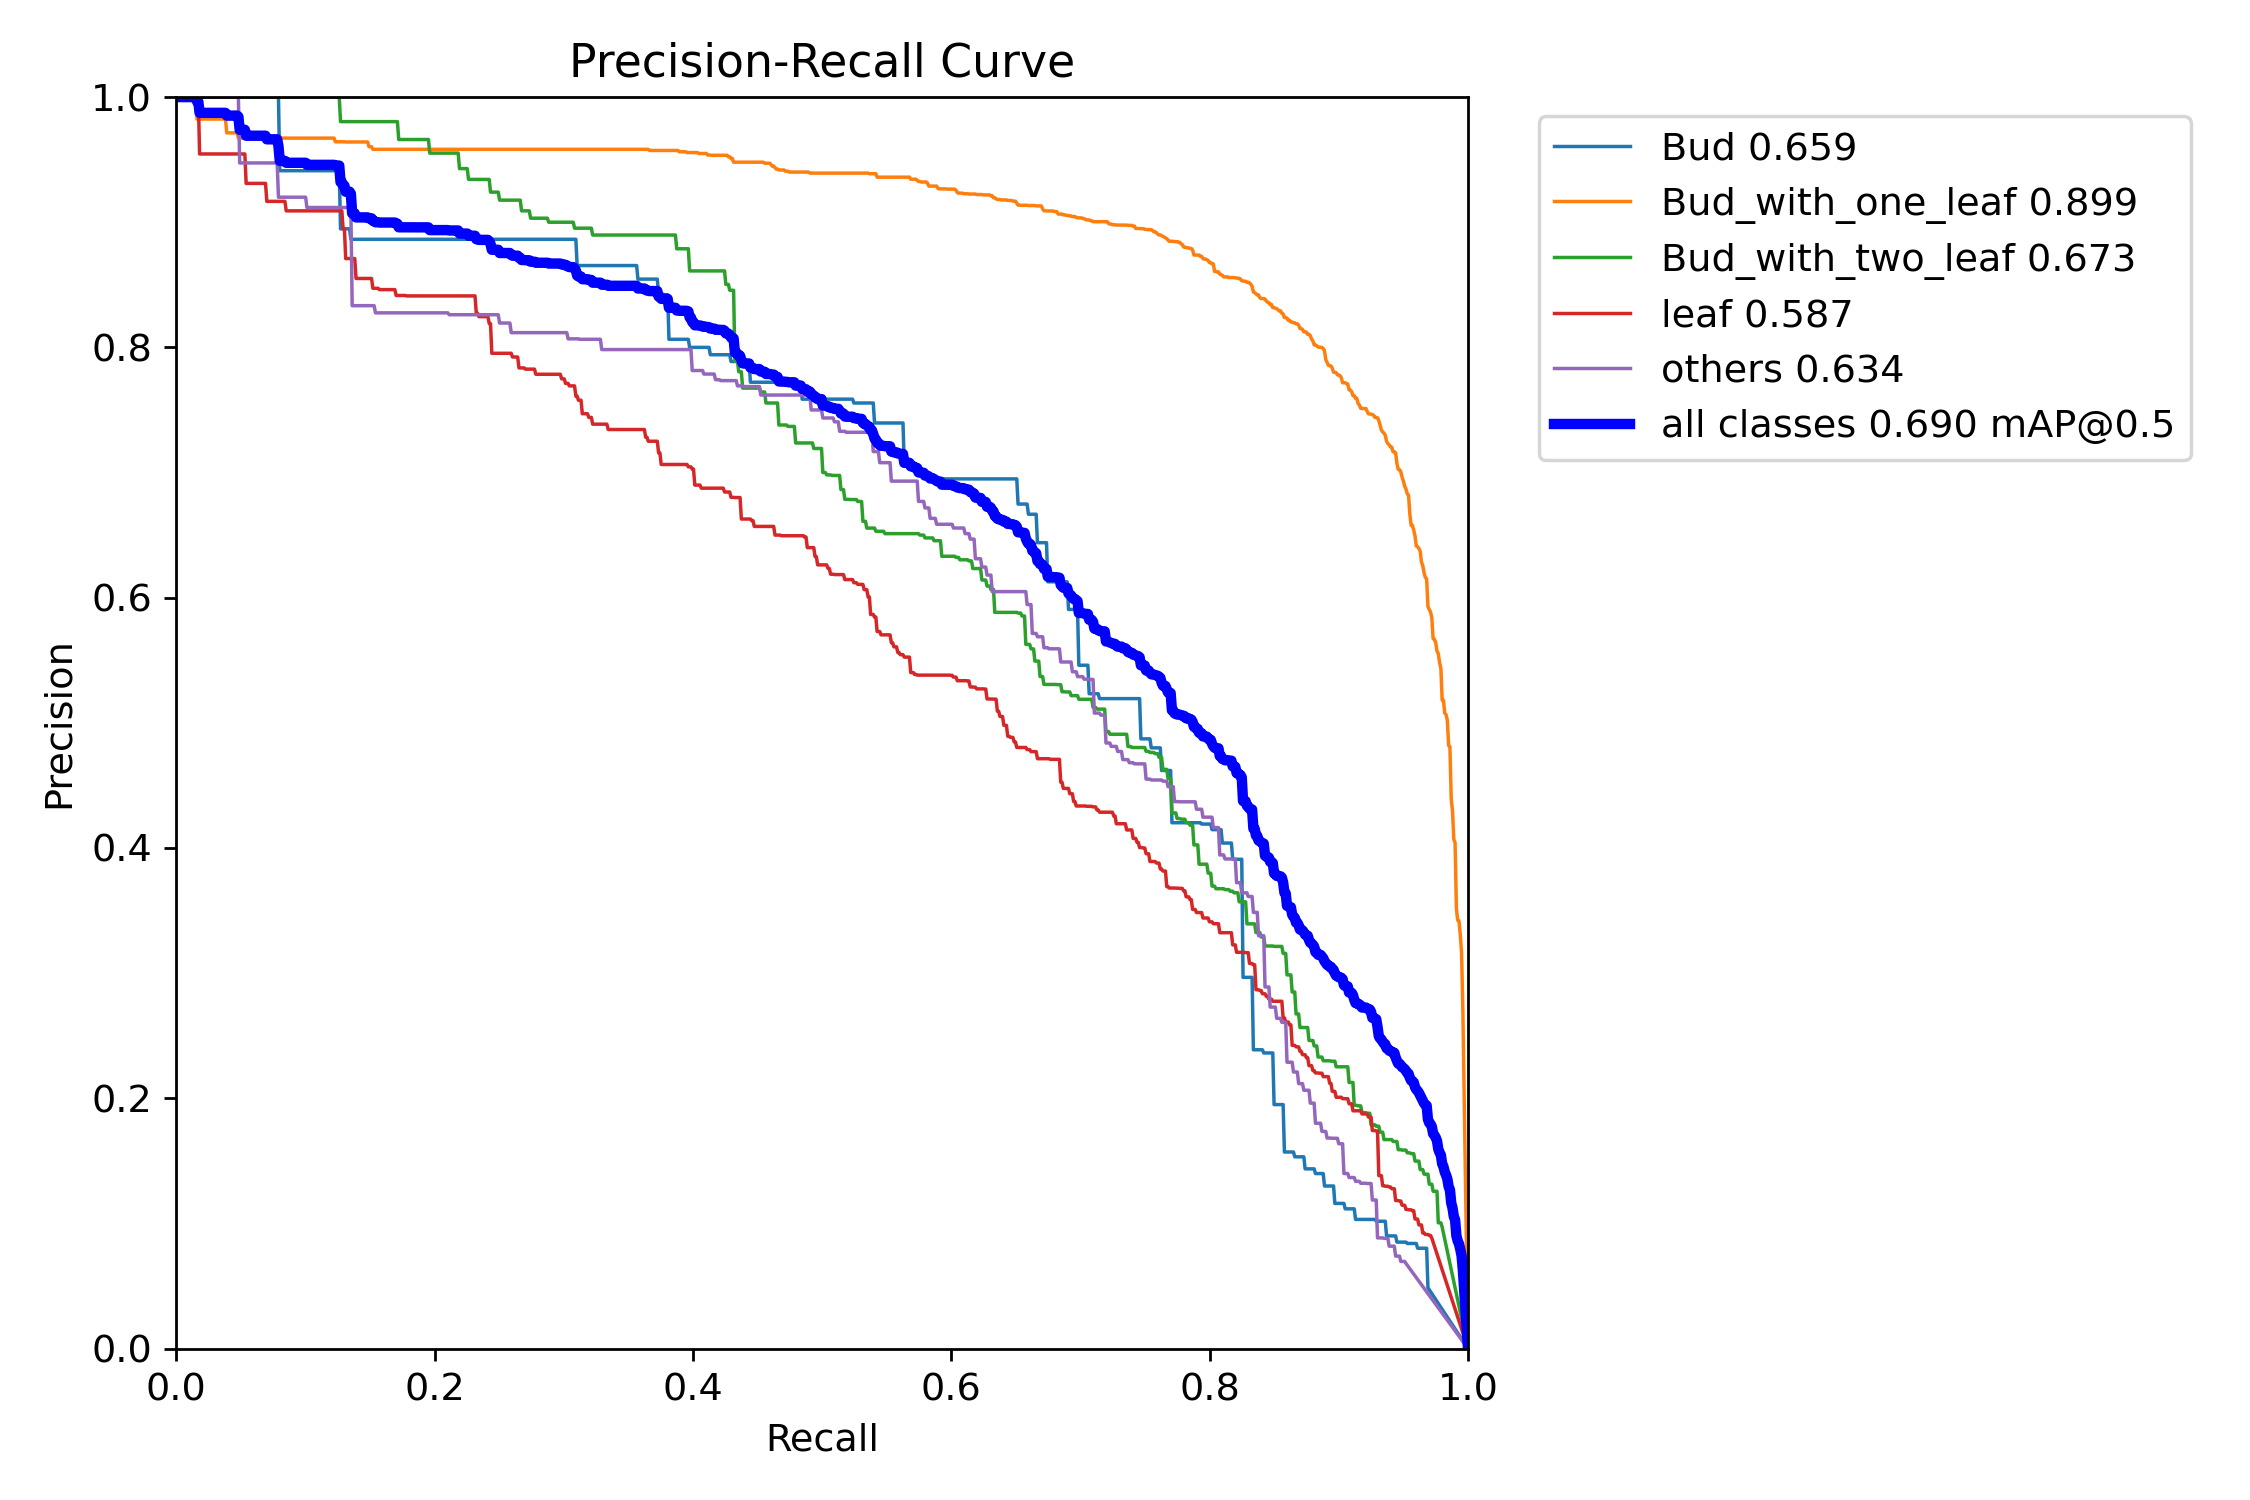 Precision-Recall Curve
1.0
0.8
0.6
0.4
0.2
0.0
Precision
0.0 0.2 0.4 0.6 0.8 1.0
Recall
Bud 0.659
Bud_with_one_leaf 0.899
Bud_with_two_leaf 0.673
leaf 0.587
others 0.634
all classes 0.690 mAP@0.5